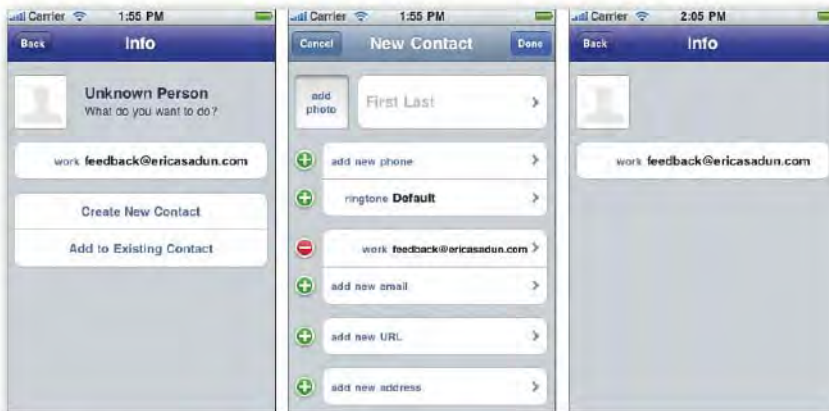 Carrier 1:55 PM
Back Info
Unknown Person
What do you want to do?
work feedback@ericasadun.com
Create New Contact
Add to Existing Contact
Carrier 1:55 PM
Cancel New Contact Done
add photo
First Last
add new phone
ringtone Default
work feedback@ericasadun.com
add new email
add new URL
add new address
Carrier 2:05 PM
Back Info
work feedback@ericasadun.com